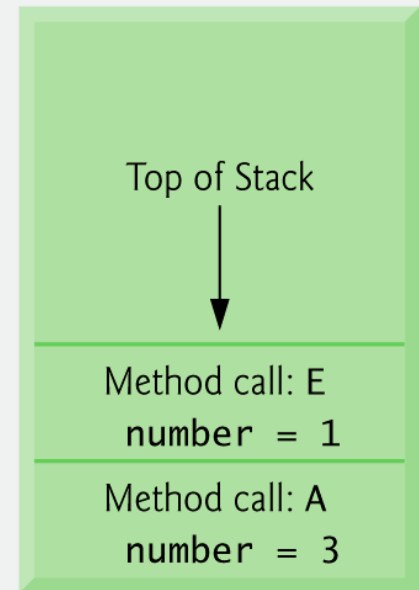 Top of Stack
Method call: E
number = 1
Method call: A
number = 3